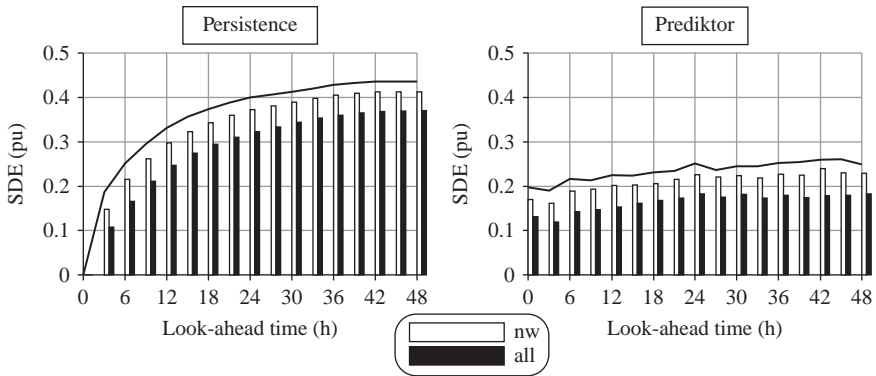 Persistence
0.5
0.4
0.3
0.2
0.1
0
SDE (pu)
0 6 12 18 24 30 36 42 48
Look-ahead time (h)
Prediktor
0.5
0.4
0.3
0.2
0.1
0
SDE (pu)
0 6 12 18 24 30 36 42 48
Look-ahead time (h)
nw
all